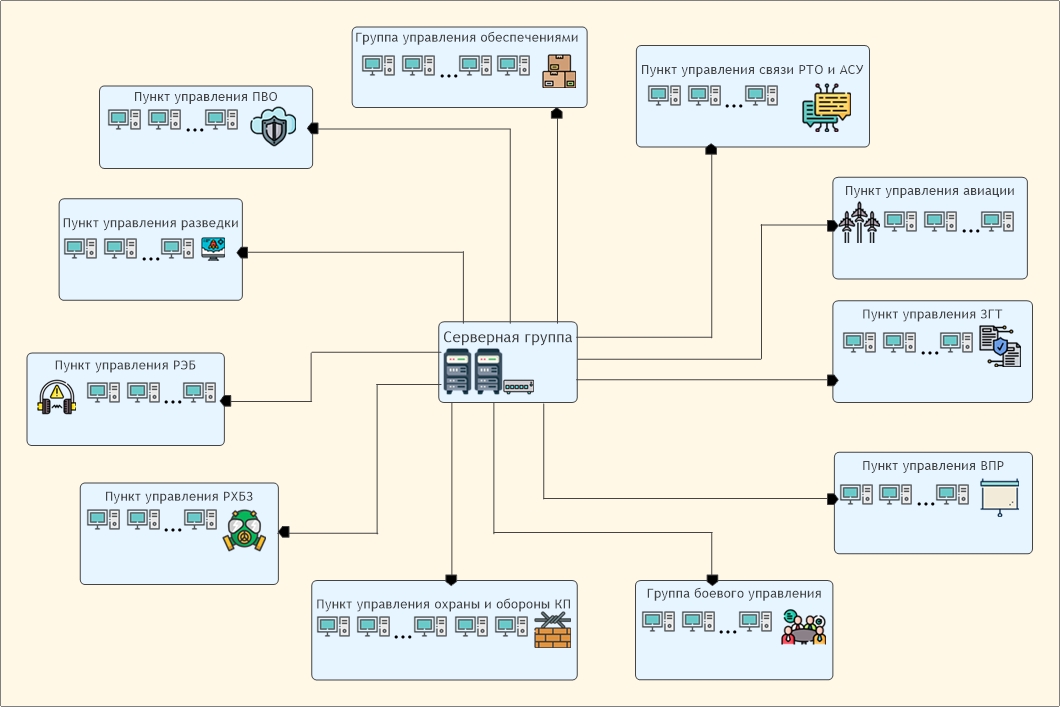 Группа управления обеспечениями
Пункт управления связи РТО и АСУ
Пункт управления ПВО
Пункт управления авиации
Пункт управления разведки
Пункт управления ЗГТ
Серверная группа
Пункт управления РЭБ
Пункт управления ВПР
Пункт управления РХБЗ
Группа боевого управления
Пункт управления охраны и обороны КП